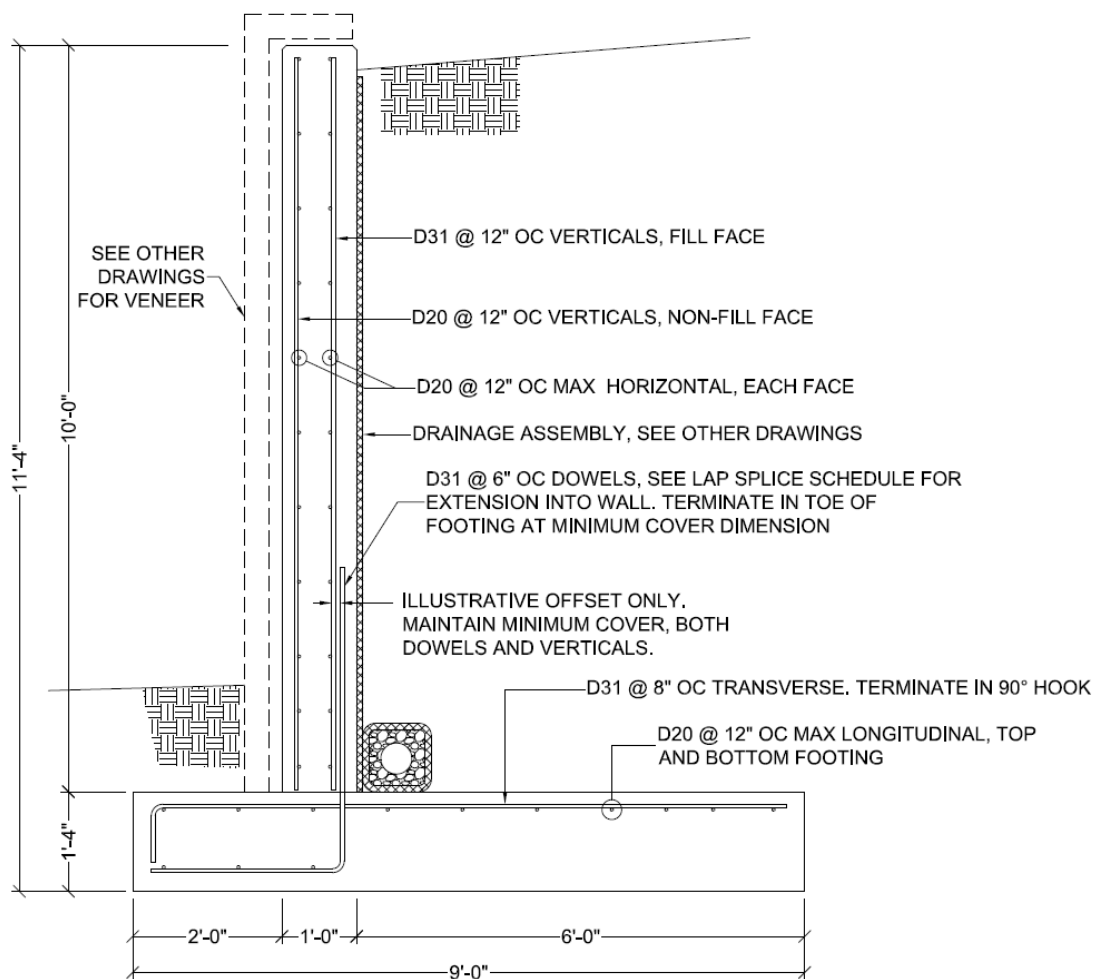 SEE OTHER
DRAWINGS
FOR VENEER
D31 @ 12" OC VERTICALS, FILL FACE
D20 @ 12" OC VERTICALS, NON-FILL FACE
D20 @ 12" OC MAX HORIZONTAL, EACH FACE
DRAINAGE ASSEMBLY, SEE OTHER DRAWINGS
D31 @ 6" OC DOWELS, SEE LAP SPLICE SCHEDULE FOR
EXTENSION INTO WALL. TERMINATE IN TOE OF
FOOTING AT MINIMUM COVER DIMENSION
ILLUSTRATIVE OFFSET ONLY.
MAINTAIN MINIMUM COVER, BOTH
DOWELS AND VERTICALS.
D31 @ 8" OC TRANSVERSE. TERMINATE IN 90° HOOK
D20 @ 12" OC MAX LONGITUDINAL, TOP
AND BOTTOM FOOTING
11'-4"
10'-0"
1'-4"
2'-0"
1'-0"
6'-0"
9'-0"